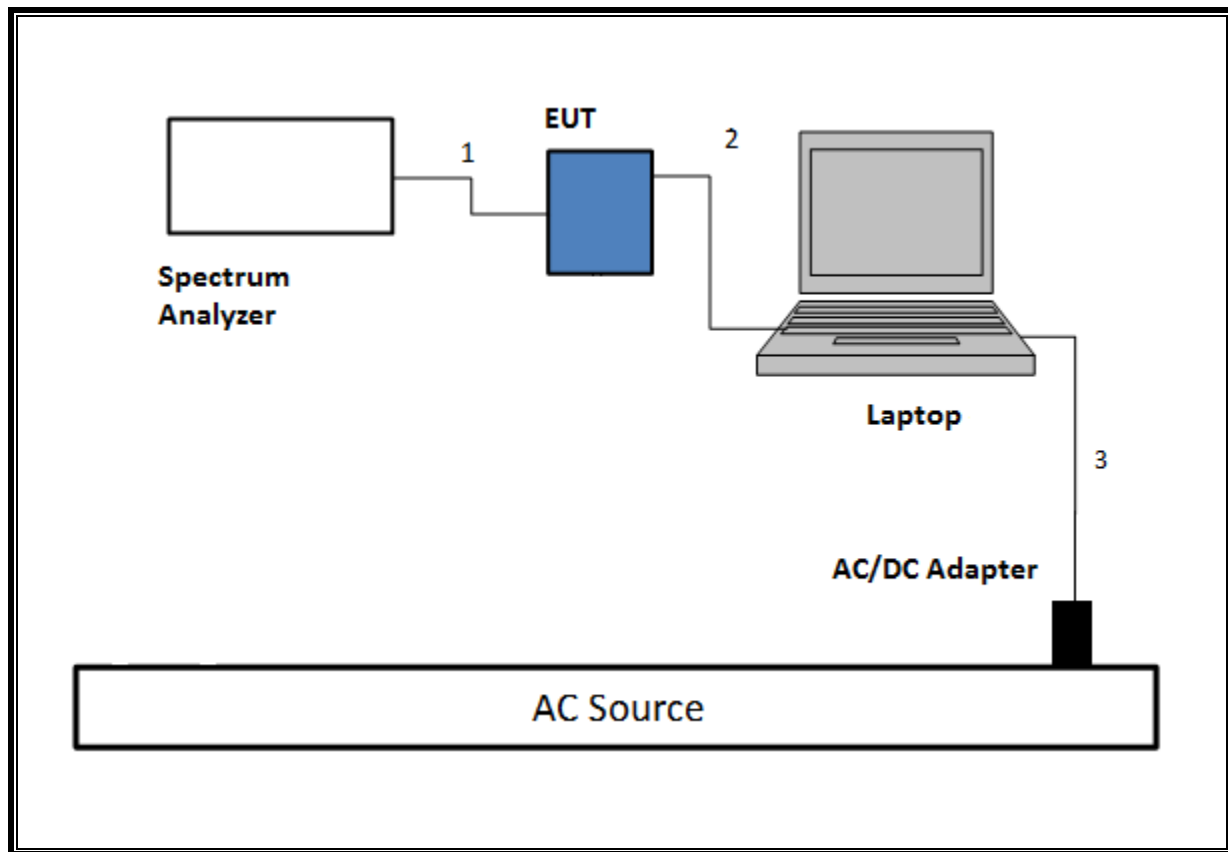 EUT
1
2
Spectrum
Analyzer
Laptop
3
AC/DC Adapter
AC Source